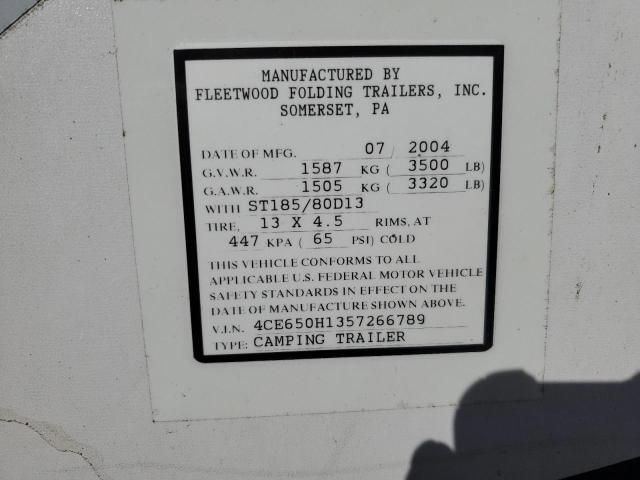 MANUFACTURED BY
FLEETWOOD FOLDING TRAILERS, INC.
SOMERSET, PA
DATE OF MFG. 07 / 2004
G.V.W.R. 1587 KG ( 3500 LB)
G.A.W.R. 1505 KG ( 3320 LB)
WITH ST185/80D13
TIRE, 13 X 4.5 RIMS, AT
447 KPA ( 65 PSI) COLD
THIS VEHICLE CONFORMS TO ALL
APPLICABLE U.S. FEDERAL MOTOR VEHICLE
SAFETY STANDARDS IN EFFECT ON THE
DATE OF MANUFACTURE SHOWN ABOVE.
V.I.N. 4CE650H1357266789
TYPE: CAMPING TRAILER